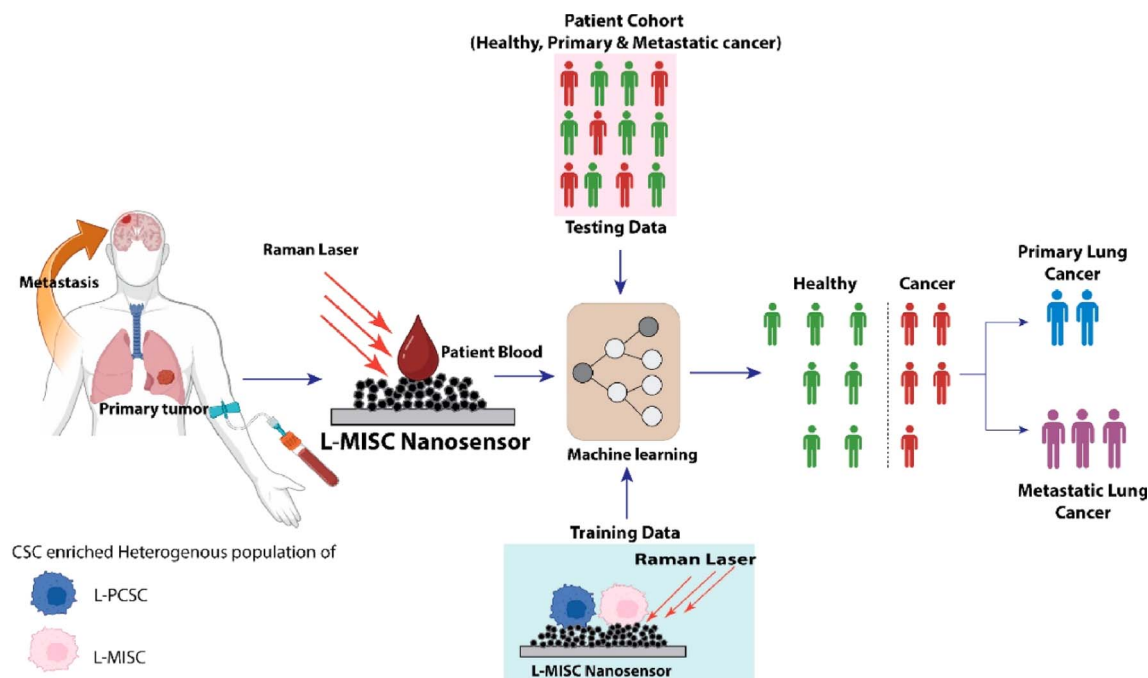 Patient Cohort
(Healthy, Primary & Metastatic cancer)
Testing Data
Metastasis
Primary tumor
Raman Laser
Patient Blood
L-MISC Nanosensor
Machine learning
Healthy
Cancer
Primary Lung
Cancer
Metastatic Lung
Cancer
Training Data
Raman Laser
L-MISC Nanosensor
CSC enriched Heterogenous population of
L-PCSC
L-MISC